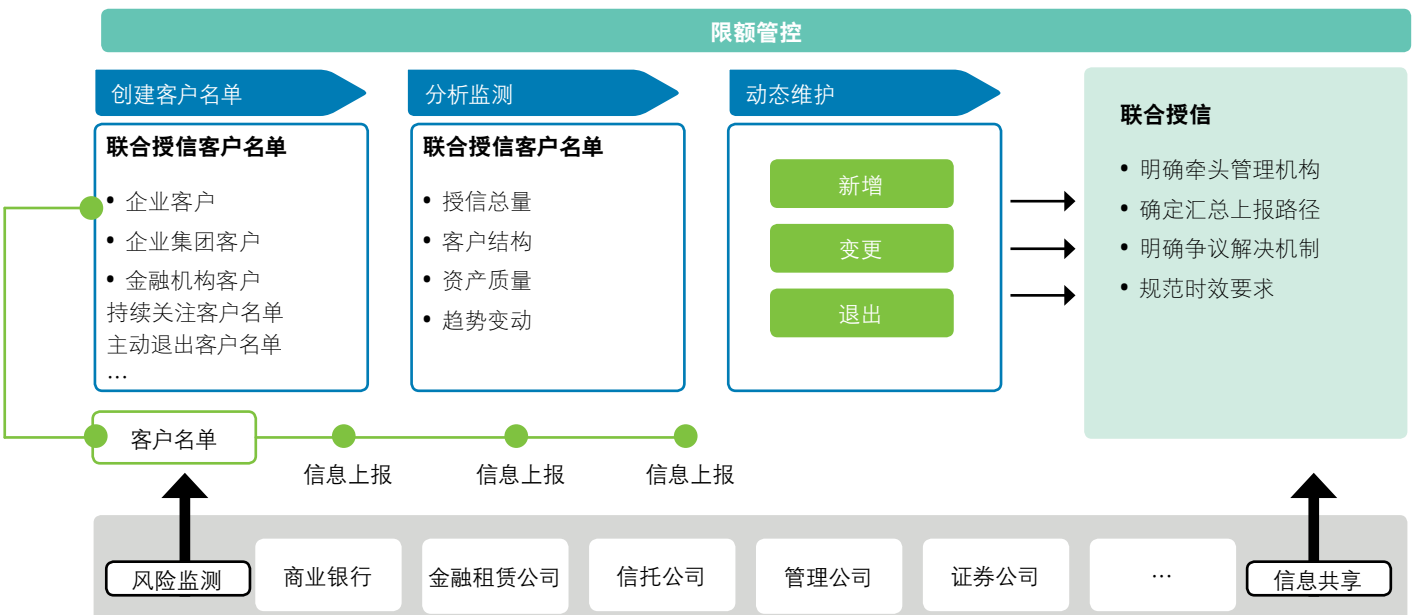 限额管控
创建客户名单
联合授信客户名单
• 企业客户
• 企业集团客户
• 金融机构客户
持续关注客户名单
主动退出客户名单
…
分析监测
联合授信客户名单
• 授信总量
• 客户结构
• 资产质量
• 趋势变动
动态维护
新增
变更
退出
联合授信
• 明确牵头管理机构
• 确定汇总上报路径
• 明确争议解决机制
• 规范时效要求
客户名单
信息上报
信息上报
信息上报
风险监测
商业银行
金融租赁公司
信托公司
管理公司
证券公司
…
信息共享